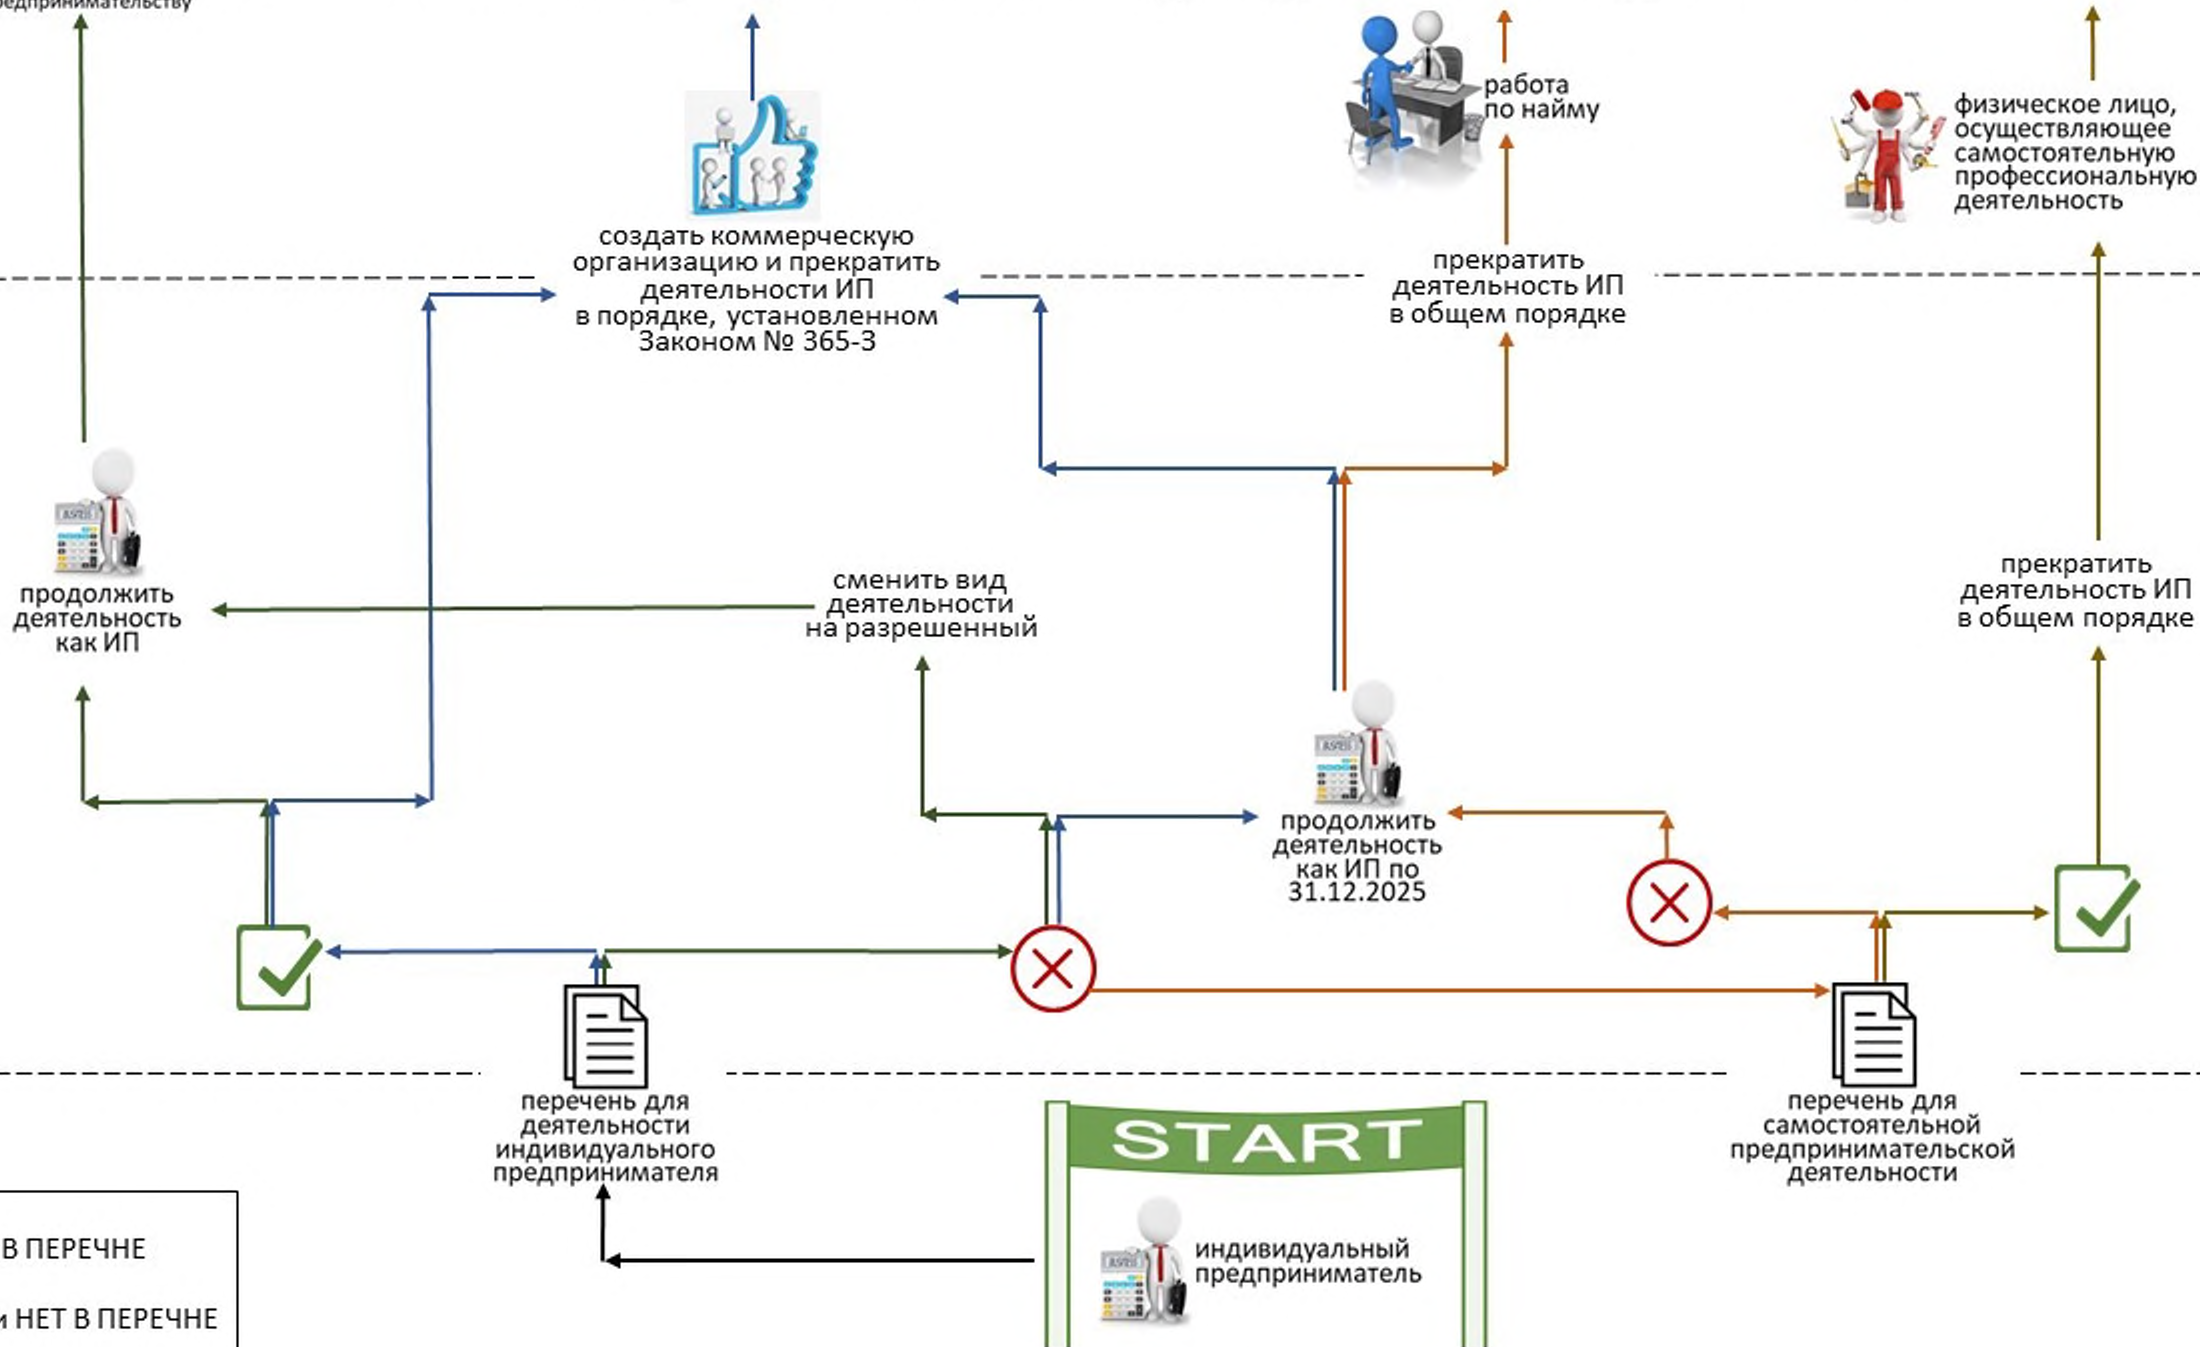 редпринимательству
работа
по найму
физическое лицо,
осуществляющее
самостоятельную
профессиональную
деятельность
создать коммерческую
организацию и прекратить
деятельности ИП
в порядке, установленном
Законом № 365-З
прекратить
деятельность ИП
в общем порядке
продолжить
деятельность
как ИП
сменить вид
деятельности
на разрешенный
прекратить
деятельность ИП
в общем порядке
продолжить
деятельность
как ИП по
31.12.2025
перечень для
деятельности
индивидуального
предпринимателя
START
перечень для
самостоятельной
предпринимательской
деятельности
индивидуальный
предприниматель
В ПЕРЕЧНЕ
и НЕТ В ПЕРЕЧНЕ